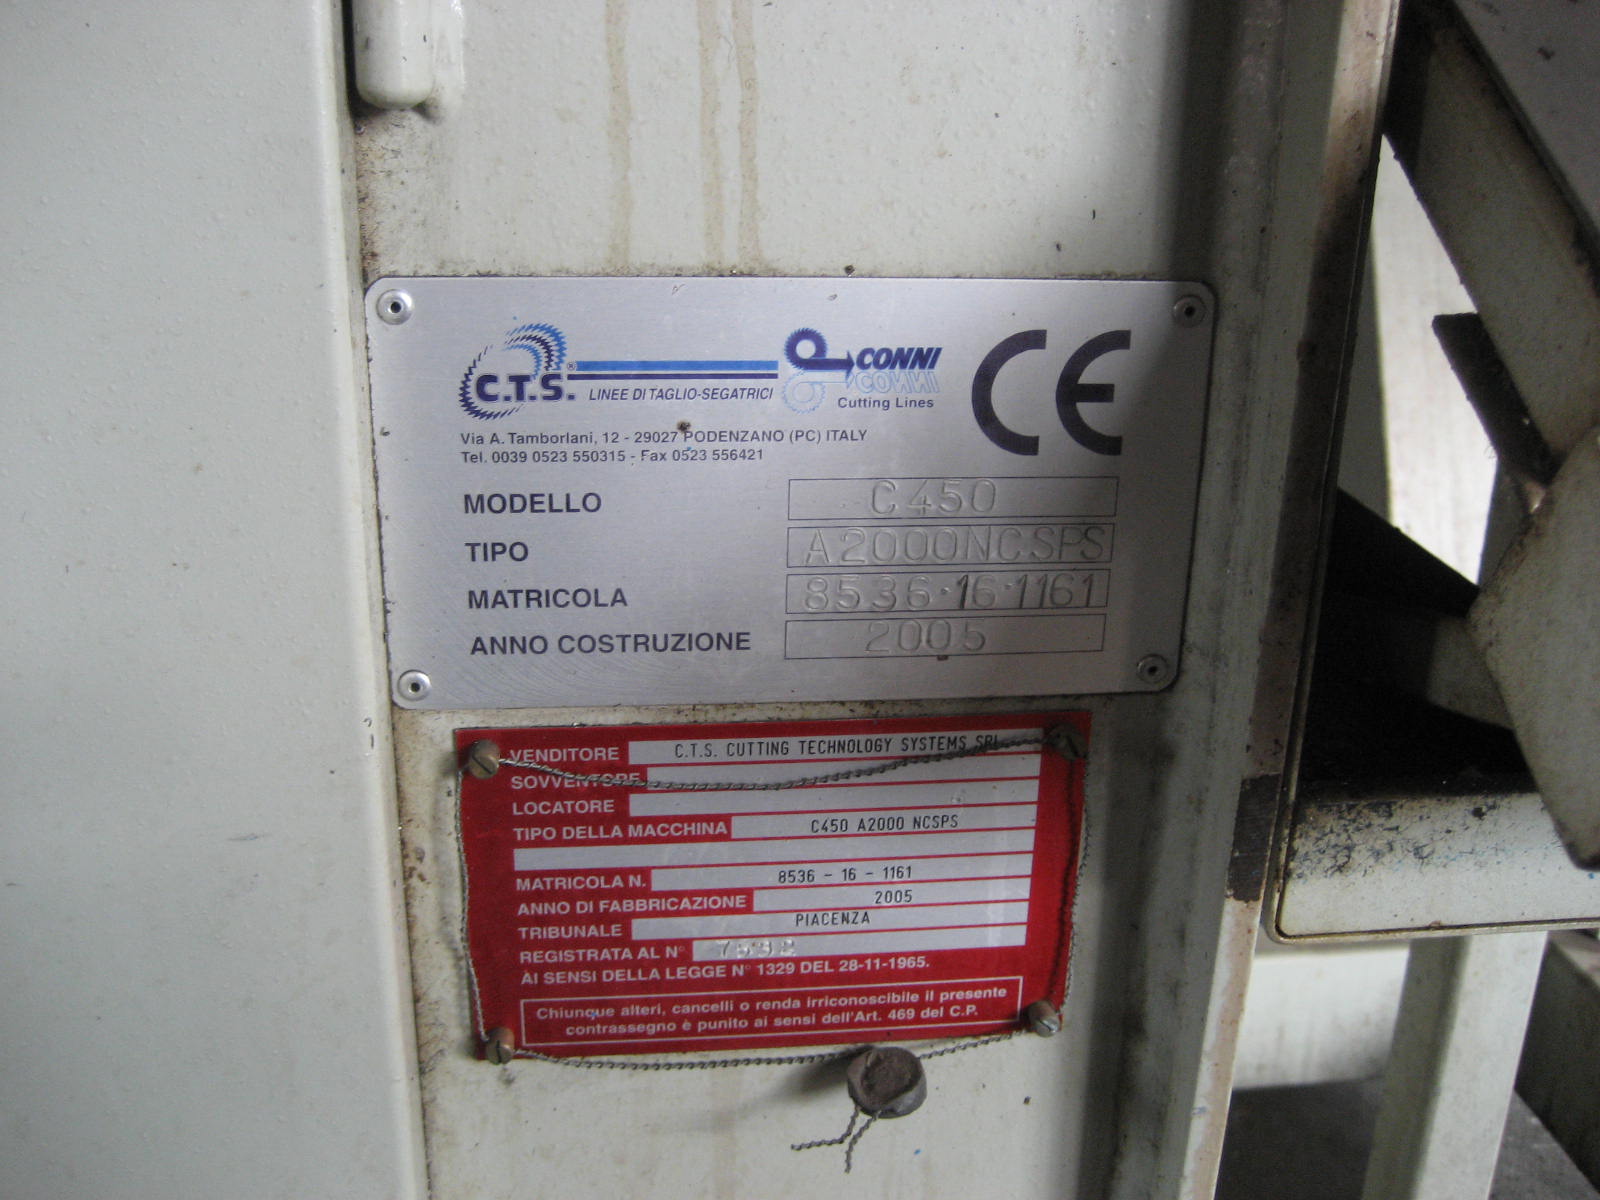 C.T.S.®
LINEE DI TAGLIO-SEGATRICI
CONNI
CONNI
Cutting Lines
CE
Via A. Tamborlani, 12 - 29027 PODENZANO (PC) ITALY
Tel. 0039 0523 550315 - Fax 0523 556421
MODELLO C450
TIPO A2000NCSPS
MATRICOLA 8536·16·1161
ANNO COSTRUZIONE 2005
VENDITORE C.T.S. CUTTING TECHNOLOGY SYSTEMS SRL
SOVVENTORE
LOCATORE
TIPO DELLA MACCHINA C450 A2000 NCSPS
MATRICOLA N. 8536 - 16 - 1161
ANNO DI FABBRICAZIONE 2005
TRIBUNALE PIACENZA
REGISTRATA AL N° 7532
AI SENSI DELLA LEGGE N° 1329 DEL 28-11-1965.
Chiunque alteri, cancelli o renda irriconoscibile il presente
contrassegno è punito ai sensi dell'Art. 469 del C.P.